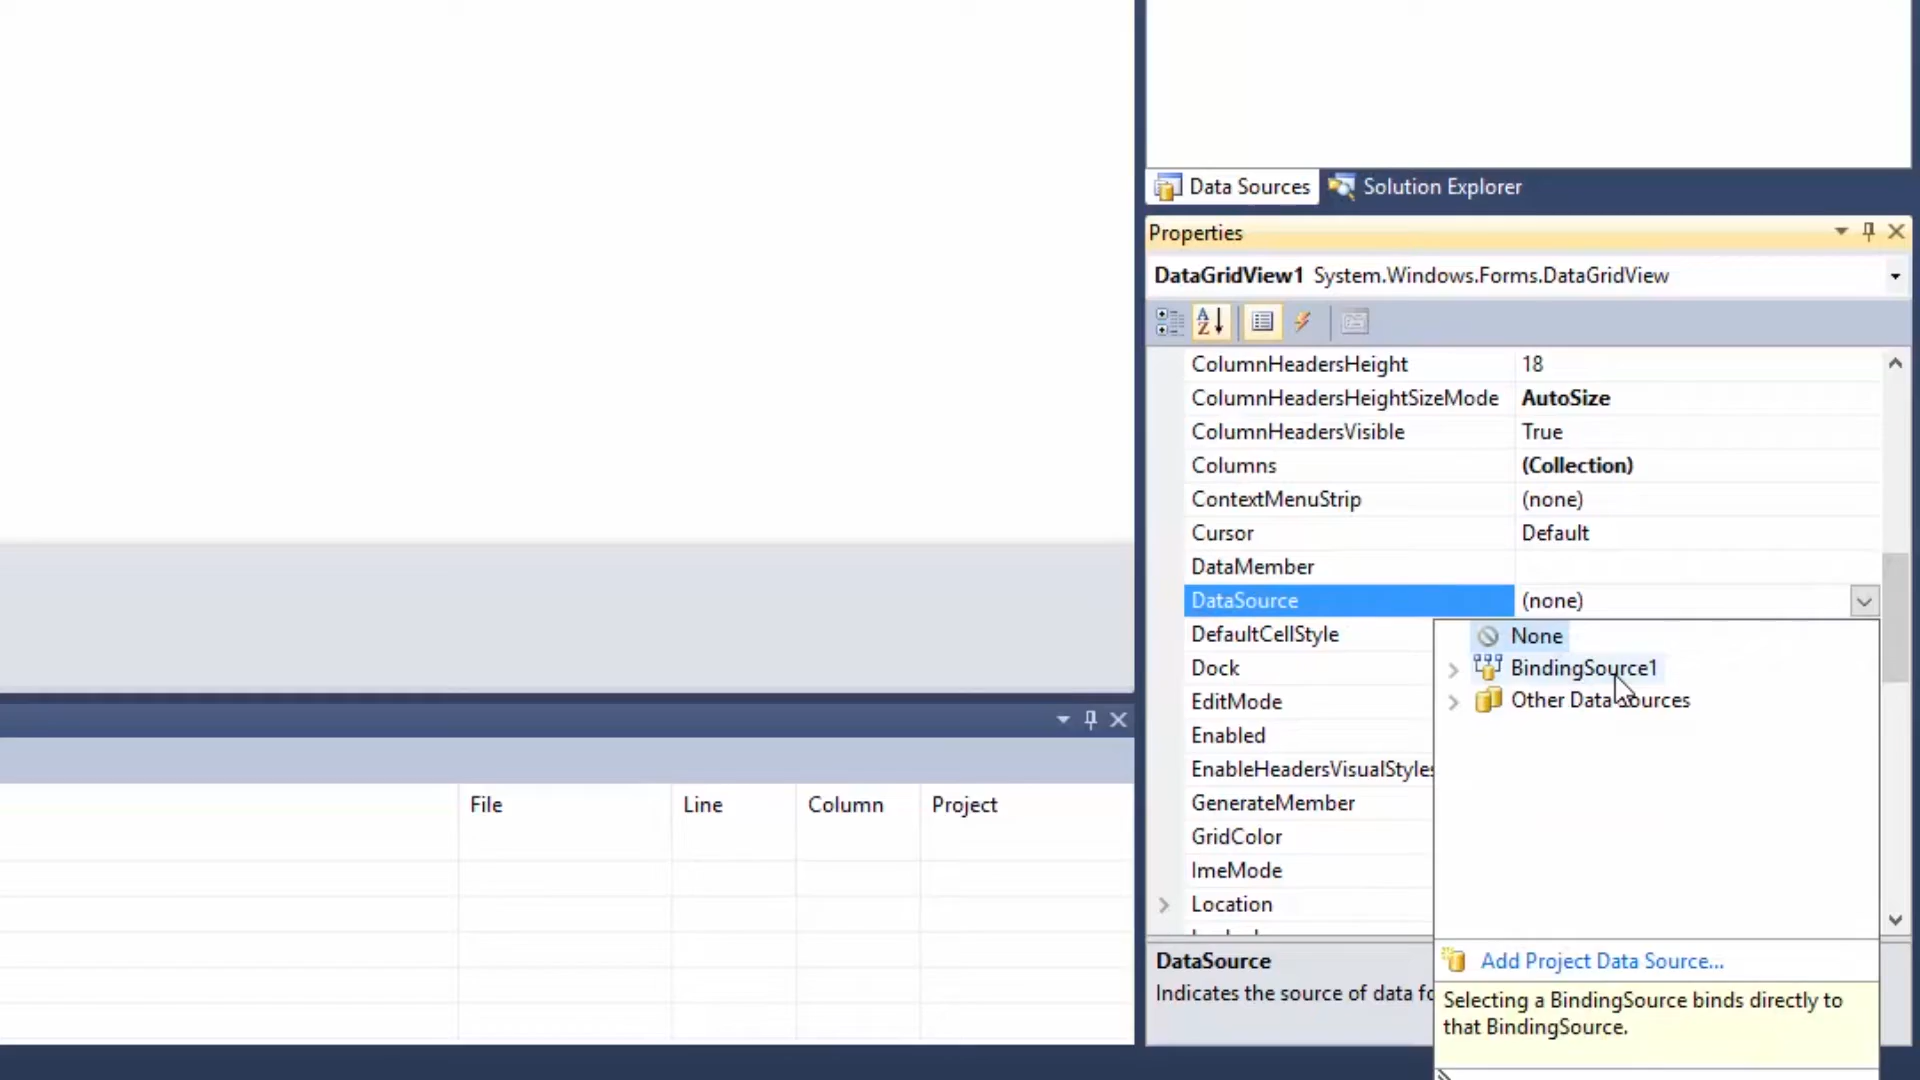 Data Sources
Solution Explorer
Properties
DataGridView1 System.Windows.Forms.DataGridView
ColumnHeadersHeight 18
ColumnHeadersHeightSizeMode AutoSize
ColumnHeadersVisible True
Columns (Collection)
ContextMenuStrip (none)
Cursor Default
DataMember
DataSource (none)
DefaultCellStyle
None
Dock
BindingSource1
EditMode
Other Data Sources
Enabled
EnableHeadersVisualStyles
GenerateMember
GridColor
ImeMode
Location
File Line Column Project
DataSource
Add Project Data Source...
Indicates the source of data fo
Selecting a BindingSource binds directly to
that BindingSource.